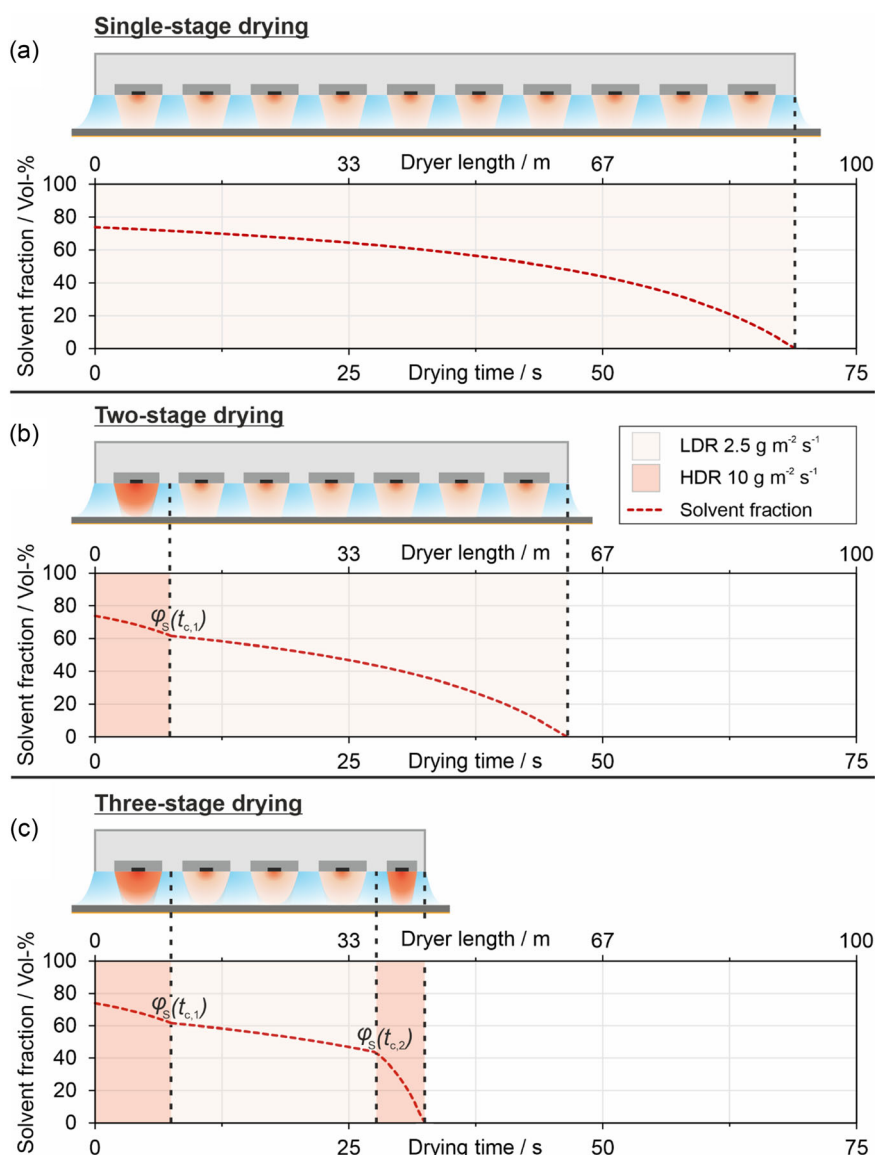 (a)
Single-stage drying
0 33 Dryer length / m 67 100
Solvent fraction / Vol-%
100
80
60
40
20
0
0 25 Drying time / s 50 75
(b)
Two-stage drying
LDR 2.5 g m⁻² s⁻¹
HDR 10 g m⁻² s⁻¹
Solvent fraction
0 33 Dryer length / m 67 100
Solvent fraction / Vol-%
100
80
60
40
20
0
φS(tc,1)
0 25 Drying time / s 50 75
(c)
Three-stage drying
0 33 Dryer length / m 67 100
Solvent fraction / Vol-%
100
80
60
40
20
0
φS(tc,1)
φS(tc,2)
0 25 Drying time / s 50 75